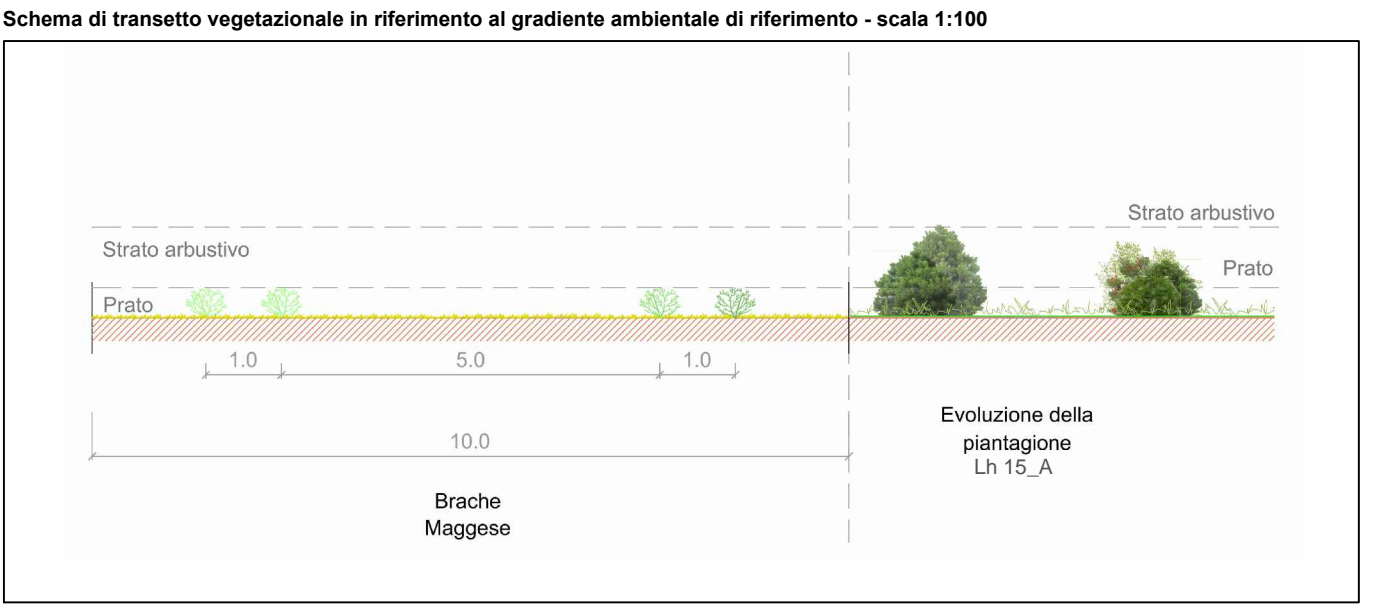 Schema di transetto vegetazionale in riferimento al gradiente ambientale di riferimento - scala 1:100
Strato arbustivo
Strato arbustivo
Prato
Prato
1.0
5.0
1.0
10.0
Brache
Maggese
Evoluzione della
piantagione
Lh 15_A